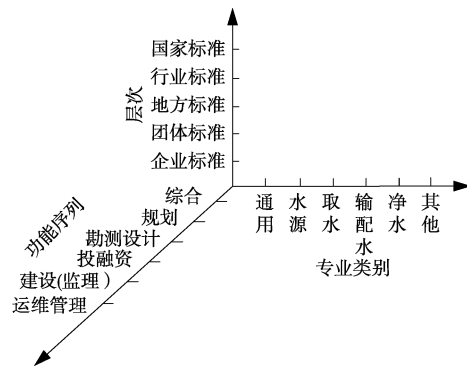 国家标准
行业标准
地方标准
团体标准
企业标准
层次
综合
规划
勘测设计
投融资
建设(监理)
运维管理
功能序列
通用
水源
取水
输配水
净水
其他
专业类别